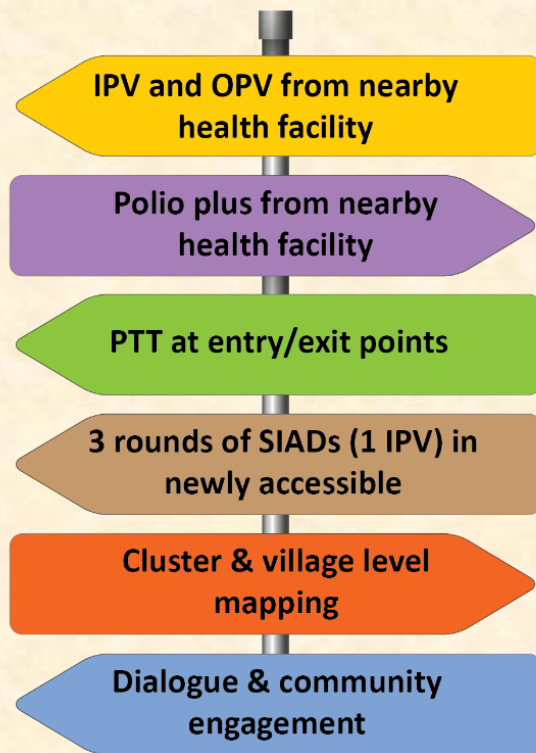 IPV and OPV from nearby
health facility
Polio plus from nearby
health facility
PTT at entry/exit points
3 rounds of SIADs (1 IPV) in
newly accessible
Cluster & village level
mapping
Dialogue & community
engagement